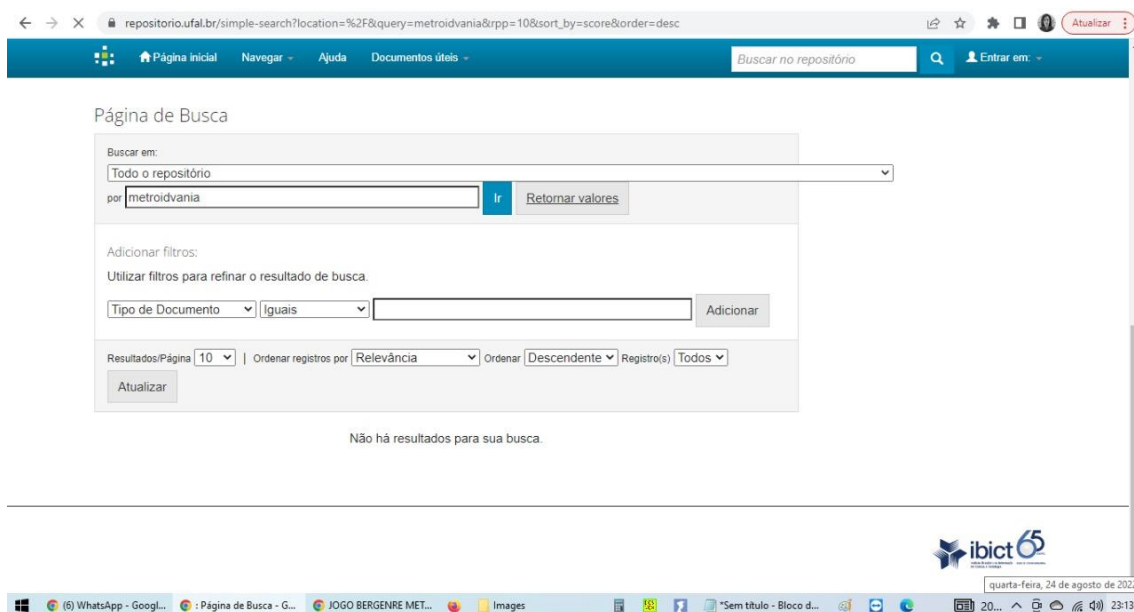 repositorio.ufal.br/simple-search?location=%2F&query=metroidvania&rpp=10&sort_by=score&order=desc Atualizar
Página inicial Navegar Ajuda Documentos úteis Buscar no repositório Entrar em:
Página de Busca
Buscar em:
Todo o repositório
por metroidvania Ir Retornar valores
Adicionar filtros:
Utilizar filtros para refinar o resultado de busca.
Tipo de Documento Iguais Adicionar
Resultados/Página 10 | Ordenar registros por Relevância Ordenar Descendente Registro(s) Todos
Atualizar
Não há resultados para sua busca.
ibict 65
quarta-feira, 24 de agosto de 2022
(6) WhatsApp - Googl... : Página de Busca - G... JOGO BERGENRE MET... Images *Sem título - Bloco d... 20... 23:13